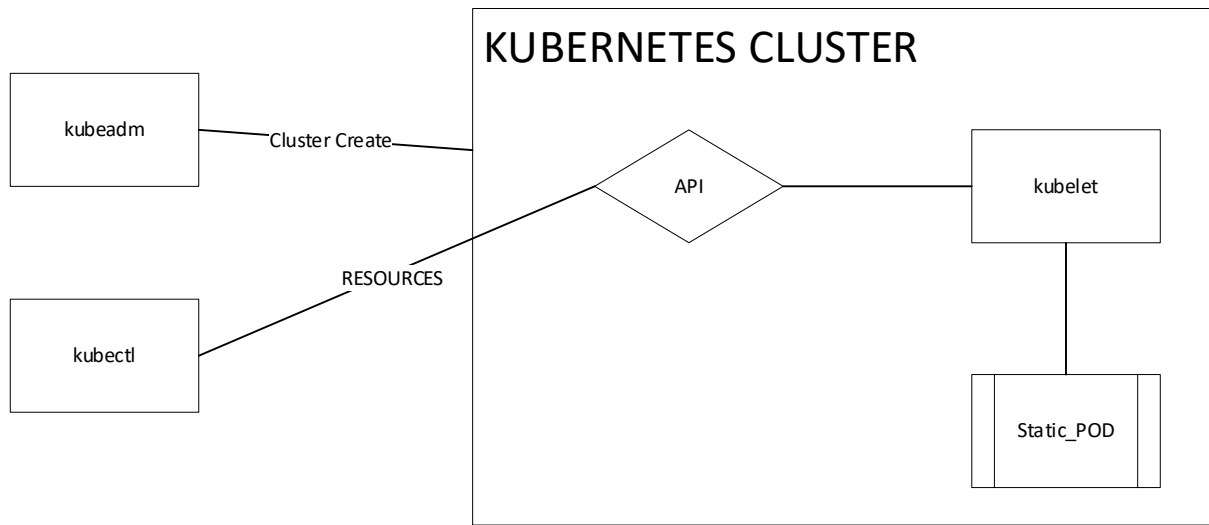 KUBERNETES CLUSTER
kubeadm
Cluster Create
API
kubelet
RESOURCES
kubectl
Static_POD